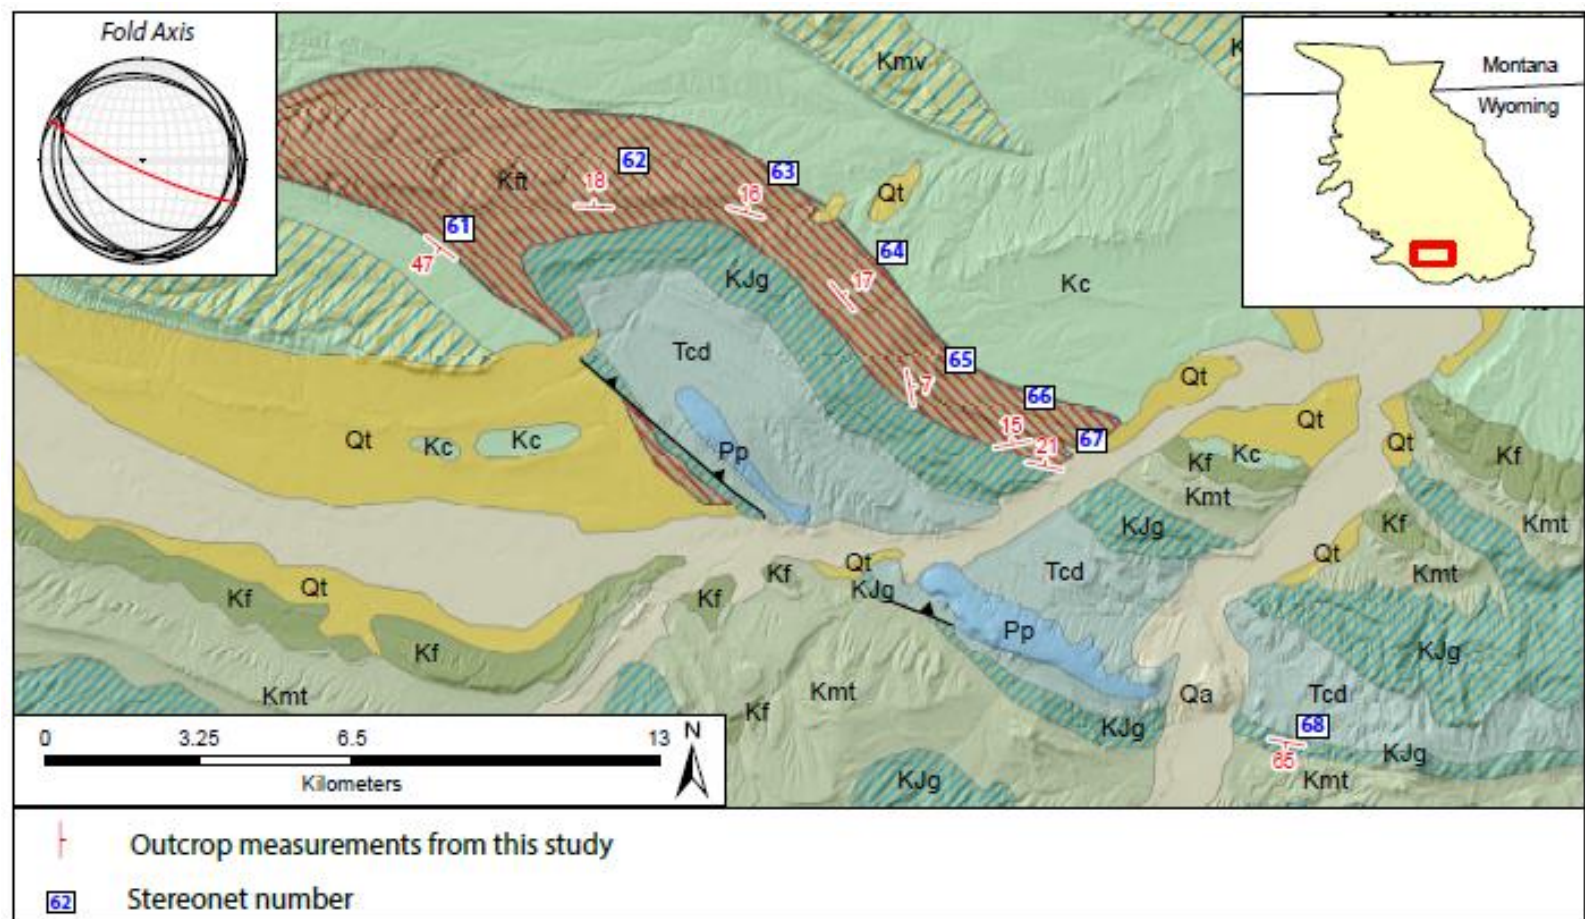 Fold Axis
Kmv
K
Montana
Wyoming
62
63
Kft
18
16
Qt
61
47
64
KJg
17
Kc
Tcd
65
7
66
Qt
Qt
Kc
Kc
15
67
21
Qt
Pp
Kf
Kc
Kf
Kmt
KJg
Kf
Kmt
Qt
Qt
Kf
Qt
KJg
Kf
Kf
Tcd
Kmt
Kf
Pp
KJg
Kmt
Kmt
Kf
Qa
Tcd
68
KJg
65
KJg
Kmt
KJg
0 3.25 6.5 13
Kilometers
N
Outcrop measurements from this study
62 Stereonet number